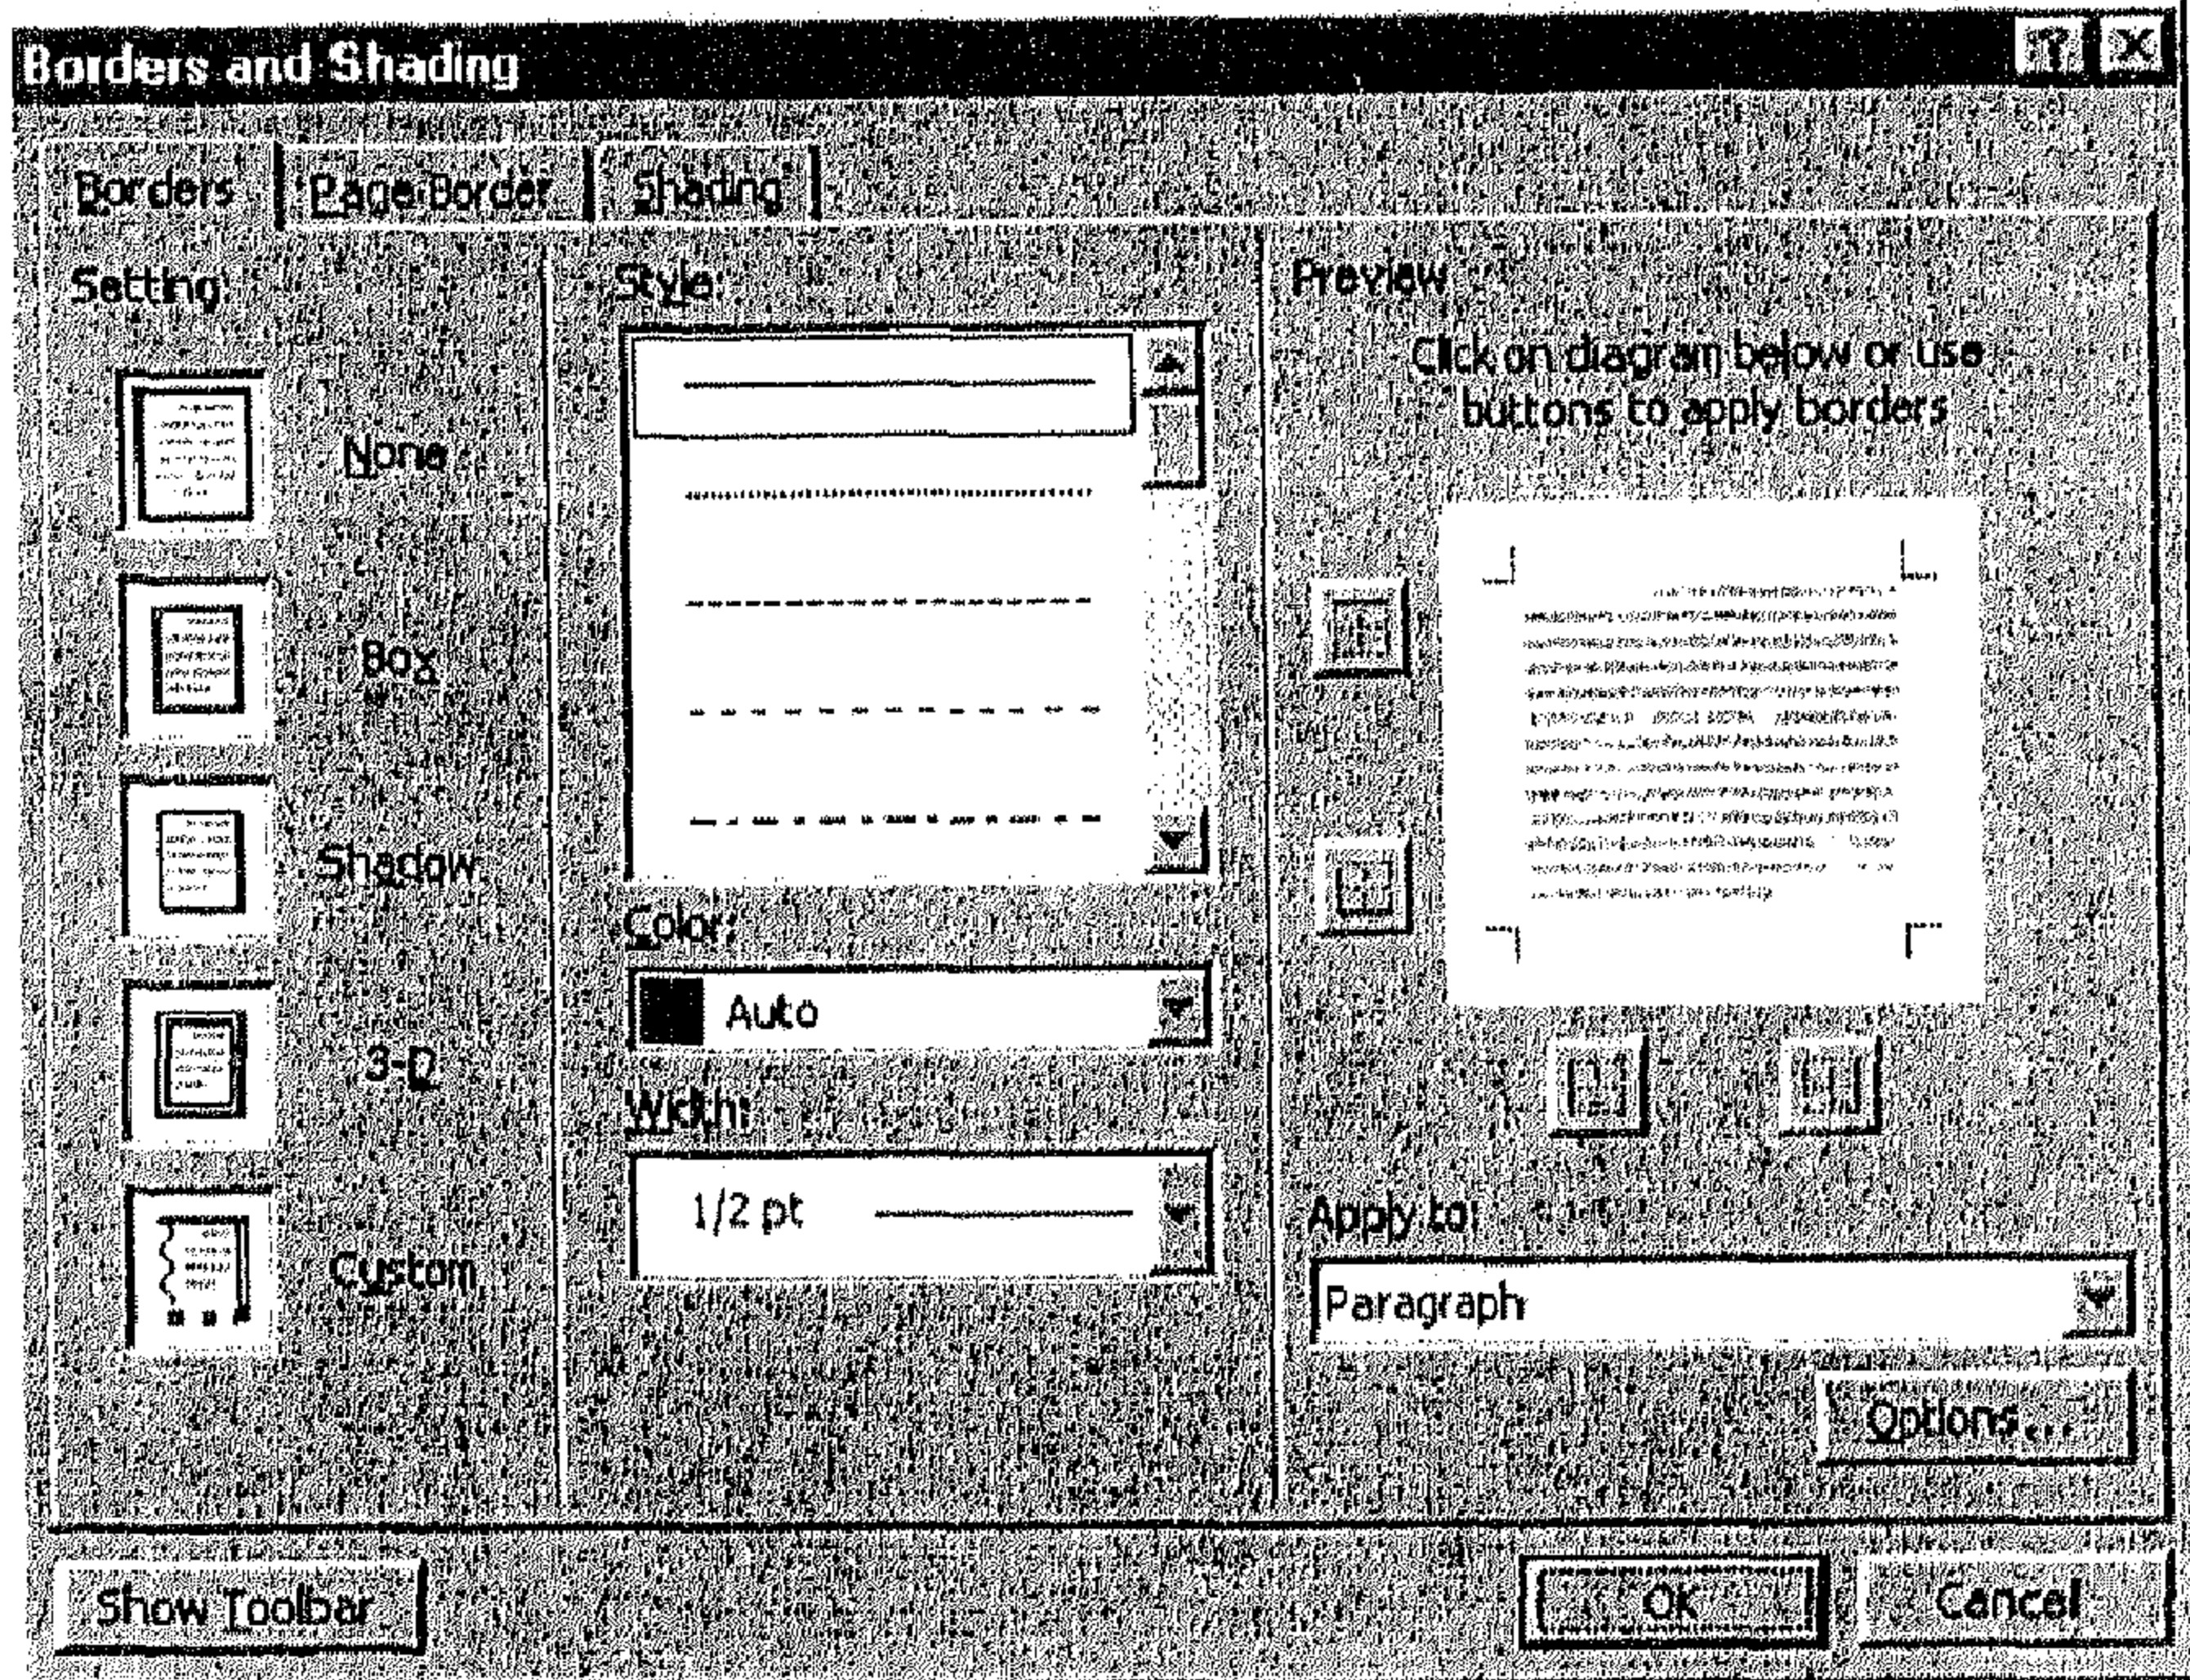 Borders and Shading
Borders
Page Border
Shading
Setting:
None
Box
Shadow
3-D
Custom
Style:
Color:
Auto
Width:
1/2 pt
Preview
Click on diagram below or use
buttons to apply borders
Apply to:
Paragraph
Options...
Show Toolbar
OK
Cancel